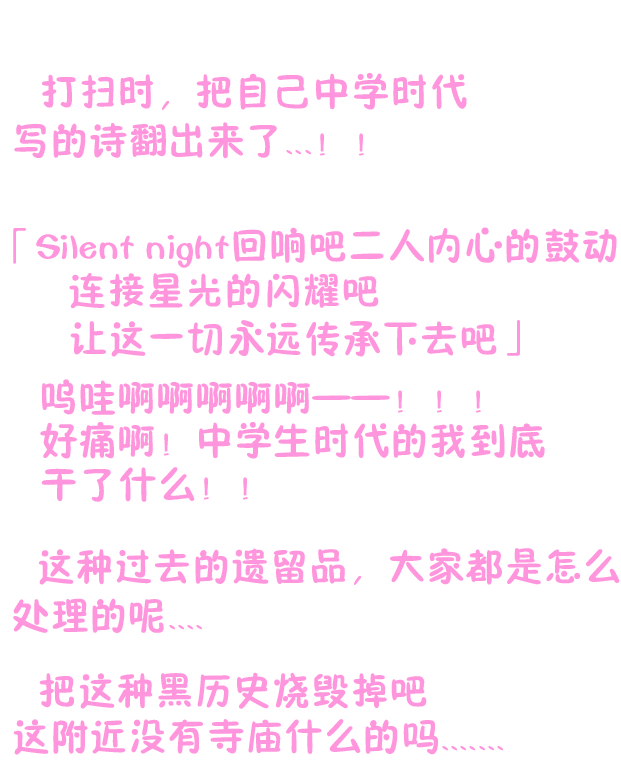 打扫时，把自己中学时代
写的诗翻出来了...！！
「Silent night回响吧二人内心的鼓动
连接星光的闪耀吧
让这一切永远传承下去吧」
呜哇啊啊啊啊啊——！！！
好痛啊！中学生时代的我到底
干了什么！！
这种过去的遗留品，大家都是怎么
处理的呢....
把这种黑历史烧毁掉吧
这附近没有寺庙什么的吗.......